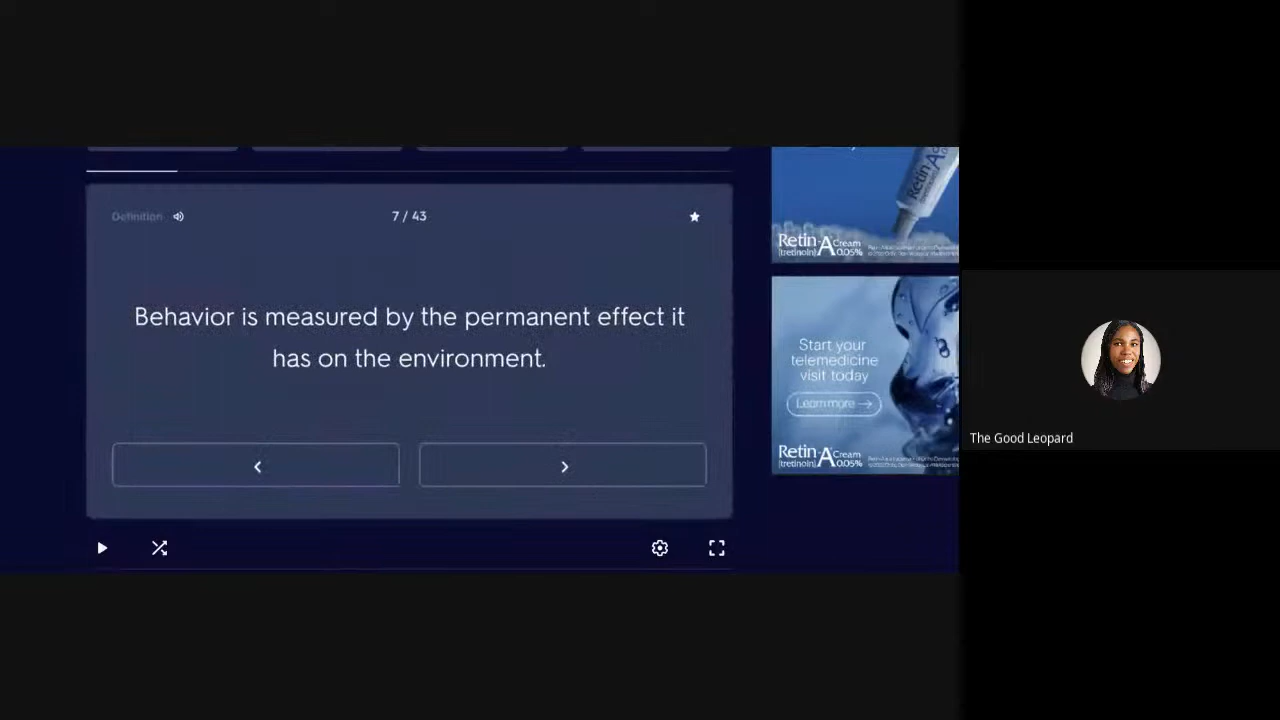 Definition
7 / 43
Behavior is measured by the permanent effect it
has on the environment.
Retin-A Cream
(tretinoin) 0.05%
Start your
telemedicine
visit today
Learn more →
Retin-A Cream
(tretinoin) 0.05%
Retin-A
The Good Leopard